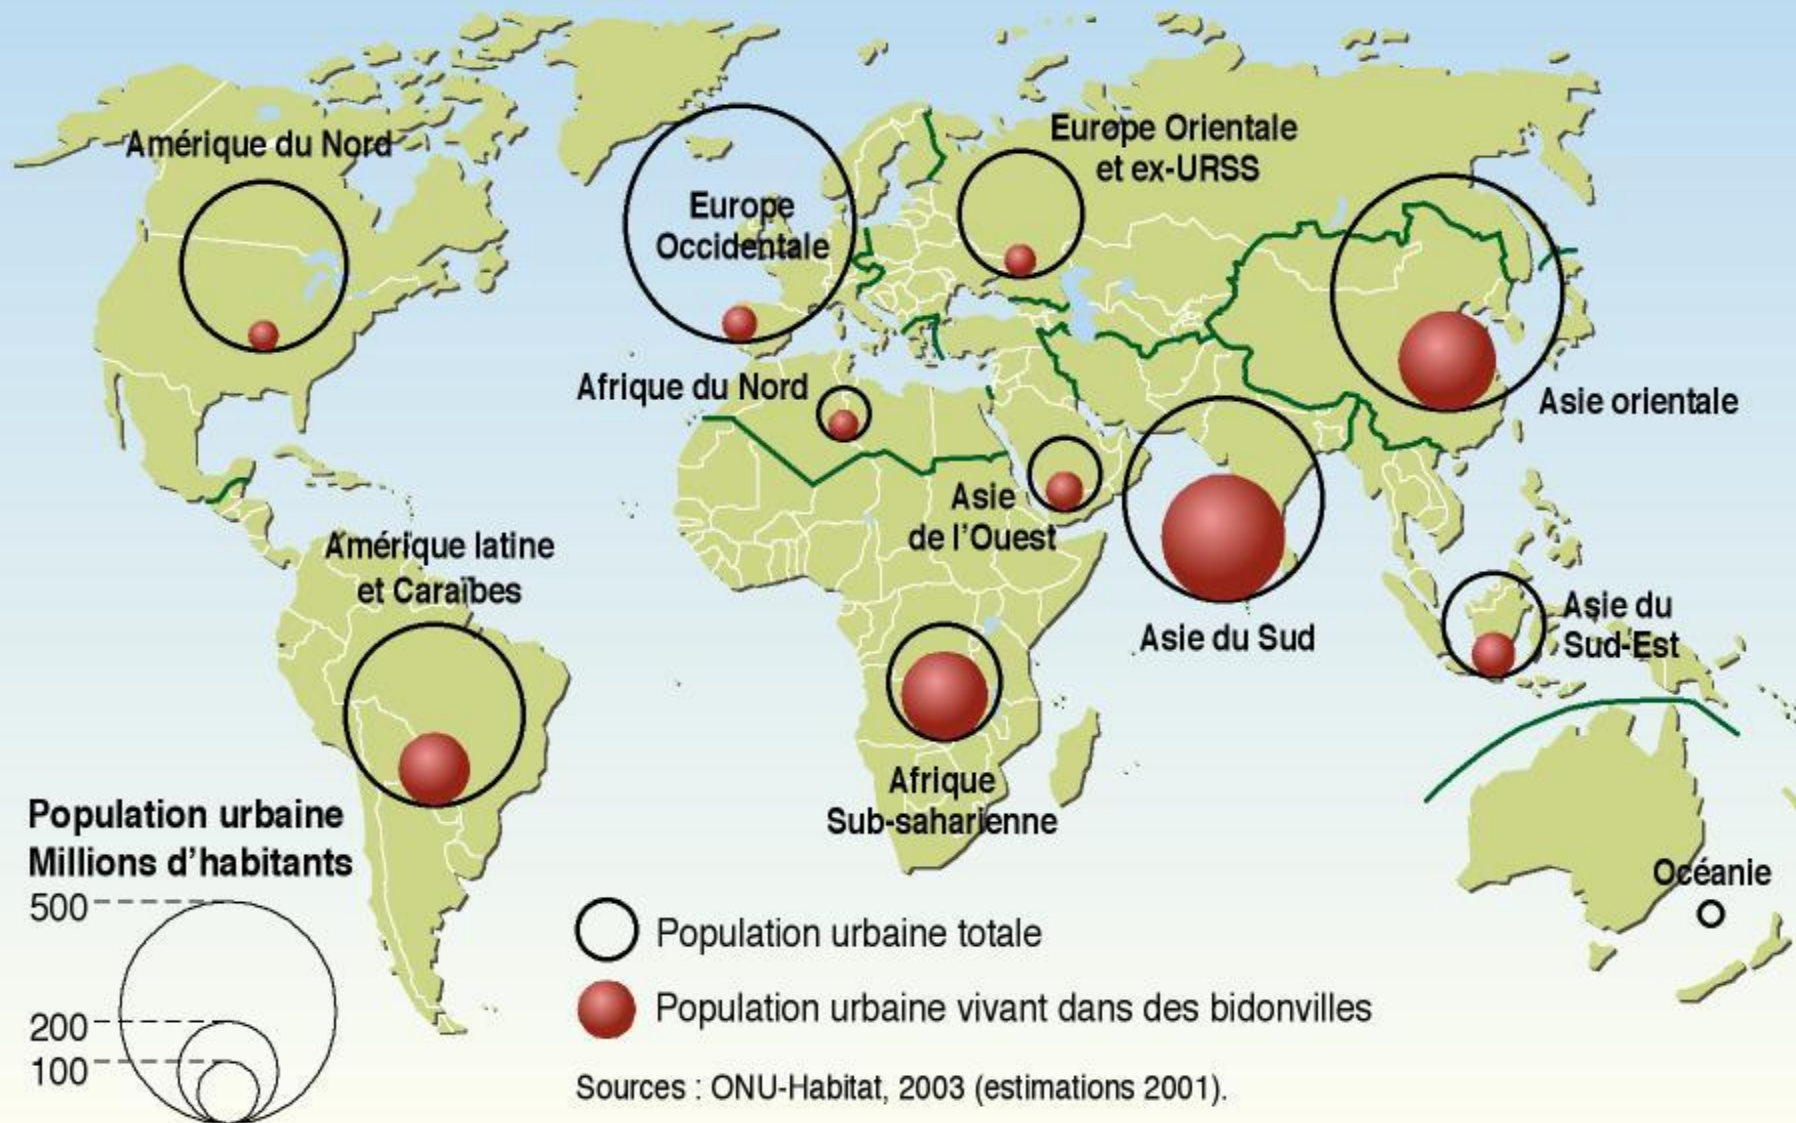 Amérique du Nord
Europe Orientale
et ex-URSS
Europe
Occidentale
Afrique du Nord
Asie orientale
Asie
de l'Ouest
Amérique latine
et Caraïbes
Asie du Sud
Asie du
Sud-Est
Afrique
Sub-saharienne
Océanie
Population urbaine
Millions d'habitants
500
200
100
Population urbaine totale
Population urbaine vivant dans des bidonvilles
Sources : ONU-Habitat, 2003 (estimations 2001).